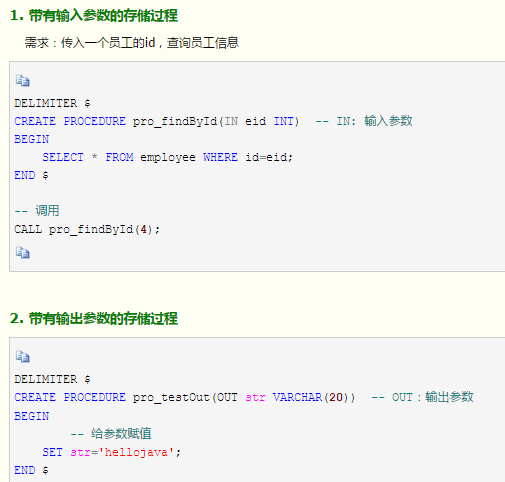 1. 带有输入参数的存储过程
需求：传入一个员工的id，查询员工信息
DELIMITER $
CREATE PROCEDURE pro_findById(IN eid INT)  -- IN: 输入参数
BEGIN
    SELECT * FROM employee WHERE id=eid;
END $
-- 调用
CALL pro_findById(4);
2. 带有输出参数的存储过程
DELIMITER $
CREATE PROCEDURE pro_testOut(OUT str VARCHAR(20))  -- OUT：输出参数
BEGIN
        -- 给参数赋值
    SET str='hellojava';
END $